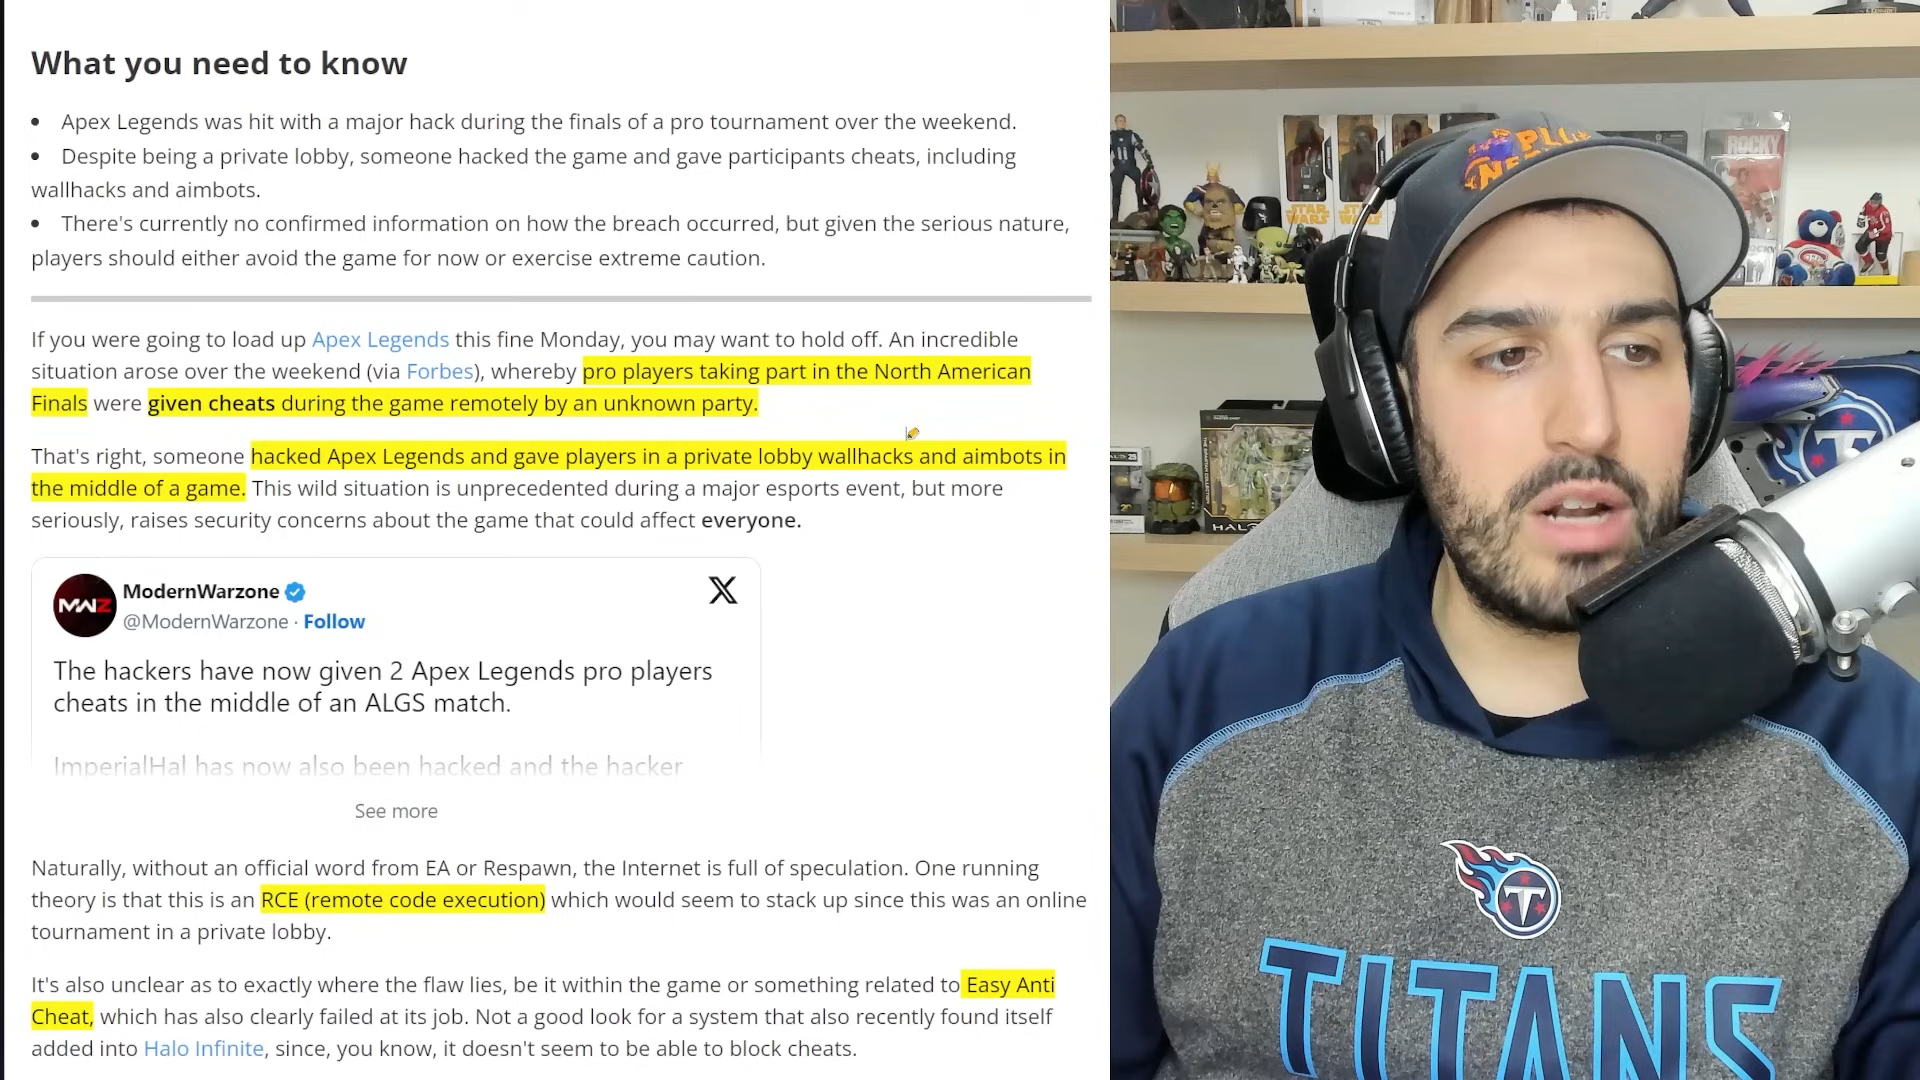 What you need to know
• Apex Legends was hit with a major hack during the finals of a pro tournament over the weekend.
• Despite being a private lobby, someone hacked the game and gave participants cheats, including
wallhacks and aimbots.
• There's currently no confirmed information on how the breach occurred, but given the serious nature,
players should either avoid the game for now or exercise extreme caution.
If you were going to load up Apex Legends this fine Monday, you may want to hold off. An incredible
situation arose over the weekend (via Forbes), whereby pro players taking part in the North American
Finals were given cheats during the game remotely by an unknown party.
That's right, someone hacked Apex Legends and gave players in a private lobby wallhacks and aimbots in
the middle of a game. This wild situation is unprecedented during a major esports event, but more
seriously, raises security concerns about the game that could affect everyone.
MWZ
ModernWarzone
@ModernWarzone · Follow
X
The hackers have now given 2 Apex Legends pro players
cheats in the middle of an ALGS match.
ImperialHal has now also been hacked and the hacker
See more
Naturally, without an official word from EA or Respawn, the Internet is full of speculation. One running
theory is that this is an RCE (remote code execution) which would seem to stack up since this was an online
tournament in a private lobby.
It's also unclear as to exactly where the flaw lies, be it within the game or something related to Easy Anti
Cheat, which has also clearly failed at its job. Not a good look for a system that also recently found itself
added into Halo Infinite, since, you know, it doesn't seem to be able to block cheats.
ROCKY
STAR WARS
STAR WARS
HALO
T
TITANS